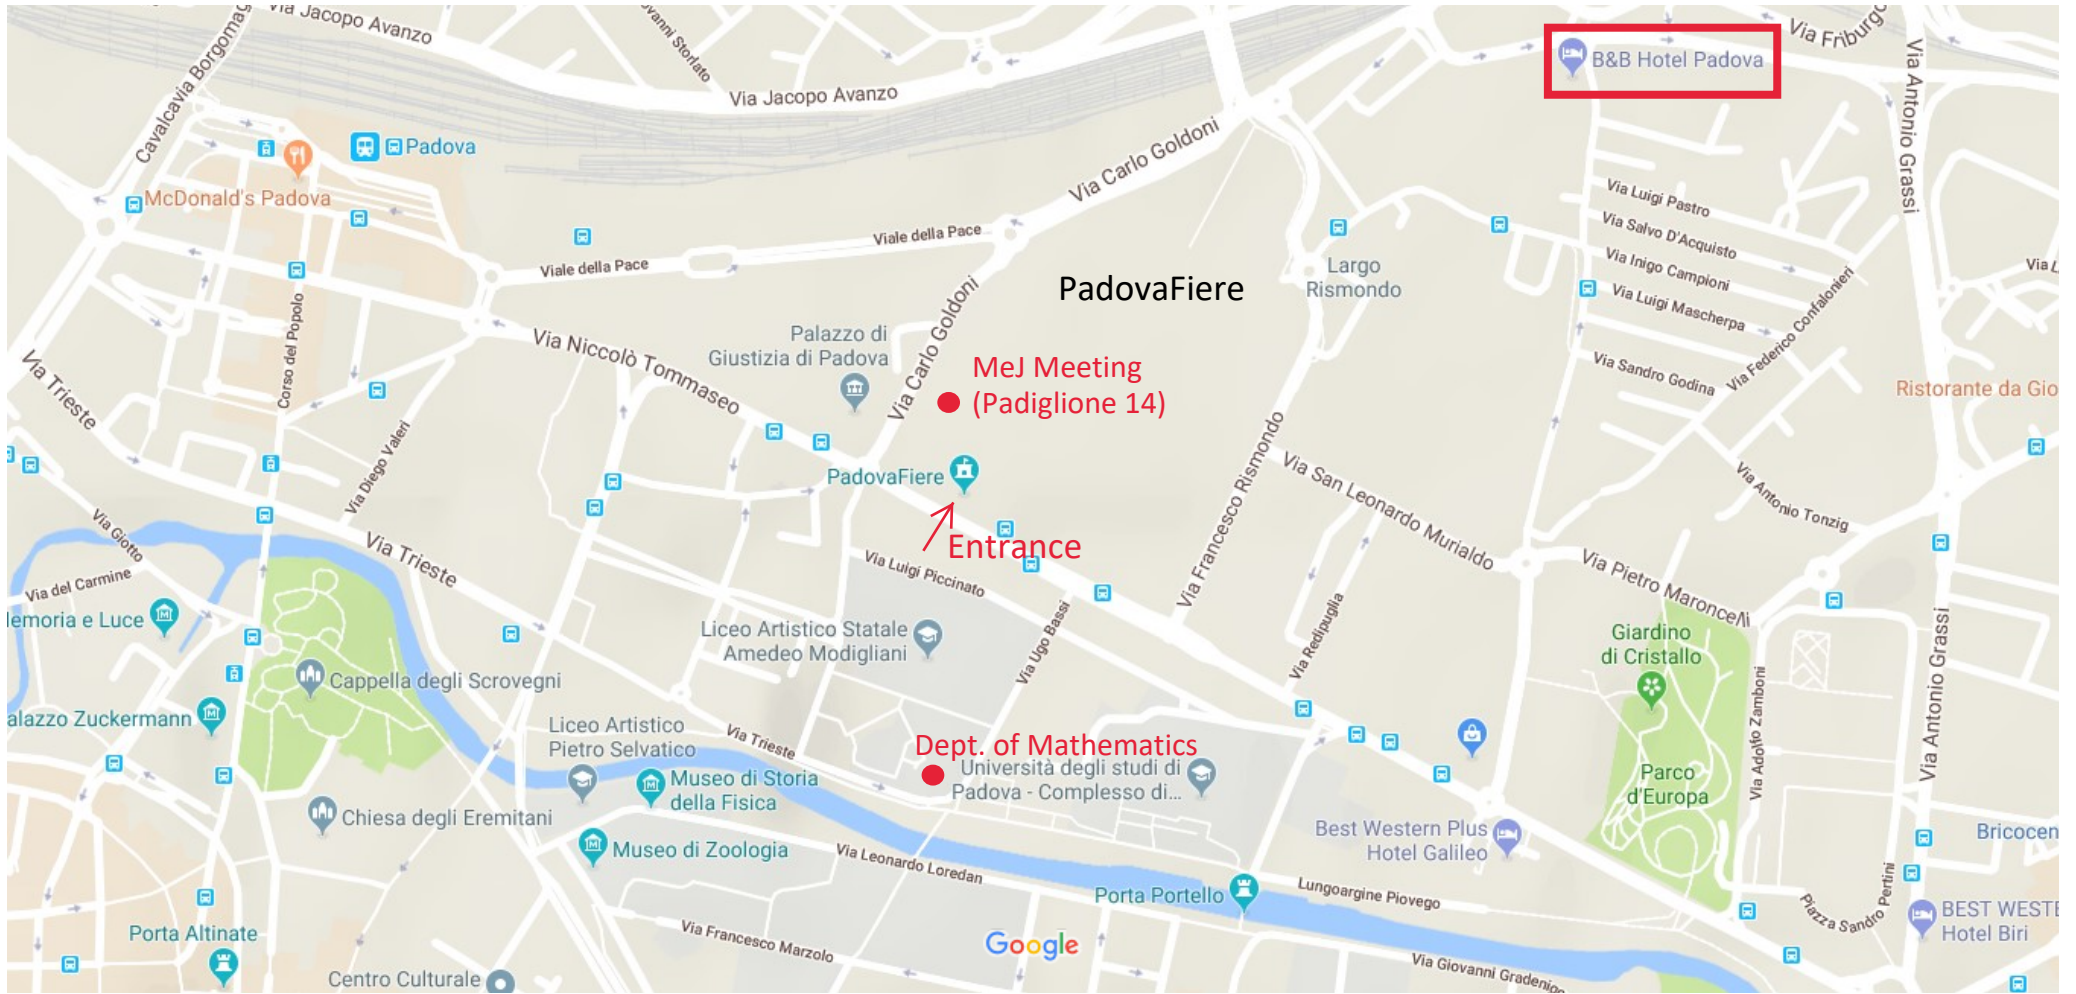 Via Jacopo Avanzo
Via Friburgo
B&B Hotel Padova
Cavalcavia Borgomag
Via Jacopo Avanzo
Via Antonio Grassi
Padova
Via Carlo Goldoni
McDonald's Padova
Via Luigi Pastro
Via Salvo D'Acquisto
Viale della Pace
Viale della Pace
Via Inigo Campioni
Largo
Rismondo
PadovaFiere
Via Luigi Mascherpa
Via Federico Confalonieri
Corso del Popolo
Via Carlo Goldoni
Via Niccolò Tommaseo
Palazzo di
Giustizia di Padova
Via Carlo Goldoni
MeJ Meeting
(Padiglione 14)
Via Sandro Godina
Ristorante da Gio
Via Trieste
Via Diego Valeri
PadovaFiere
Via Francesco Rismondo
Via San Leonardo Murialdo
Via Antonio Tonzig
Via Giotto
Via Trieste
Entrance
Via Luigi Piccinato
Via Pietro Maroncelli
Via del Carmine
emoria e Luce
Liceo Artistico Statale
Amedeo Modigliani
Via Ugo Bassi
Via Redipuglia
Giardino
di Cristallo
Via Antonio Grassi
Cappella degli Scrovegni
alazzo Zuckermann
Liceo Artistico
Pietro Selvatico
Via Trieste
Dept. of Mathematics
Università degli studi di
Padova - Complesso di...
Via Adolfo Zamboni
Museo di Storia
della Fisica
Parco
d'Europa
Chiesa degli Eremitani
Museo di Zoologia
Via Leonardo Loredan
Best Western Plus
Hotel Galileo
Bricocen
Porta Portello
Lungoargine Piovego
Piazza Sandro Pertini
BEST WESTE
Hotel Biri
Porta Altinate
Via Francesco Marzolo
Google
Via Giovanni Gradenigo
Centro Culturale